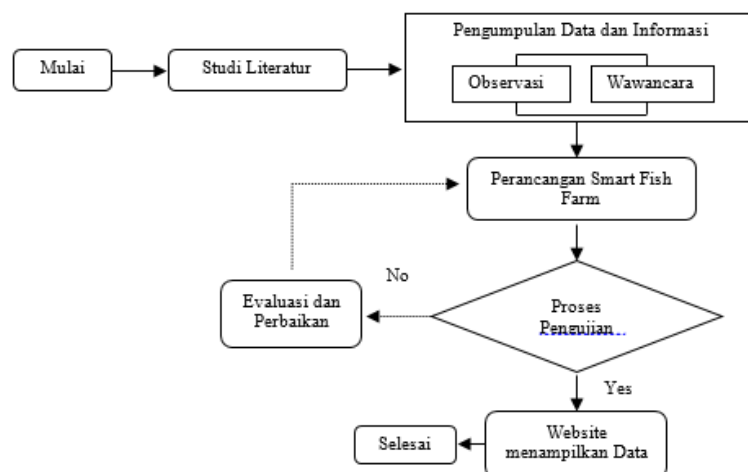 Pengumpulan Data dan Informasi
Mulai
Studi Literatur
Observasi
Wawancara
Perancangan Smart Fish
Farm
No
Evaluasi dan
Perbaikan
Proses
Pengujian
Yes
Website
menampilkan Data
Selesai